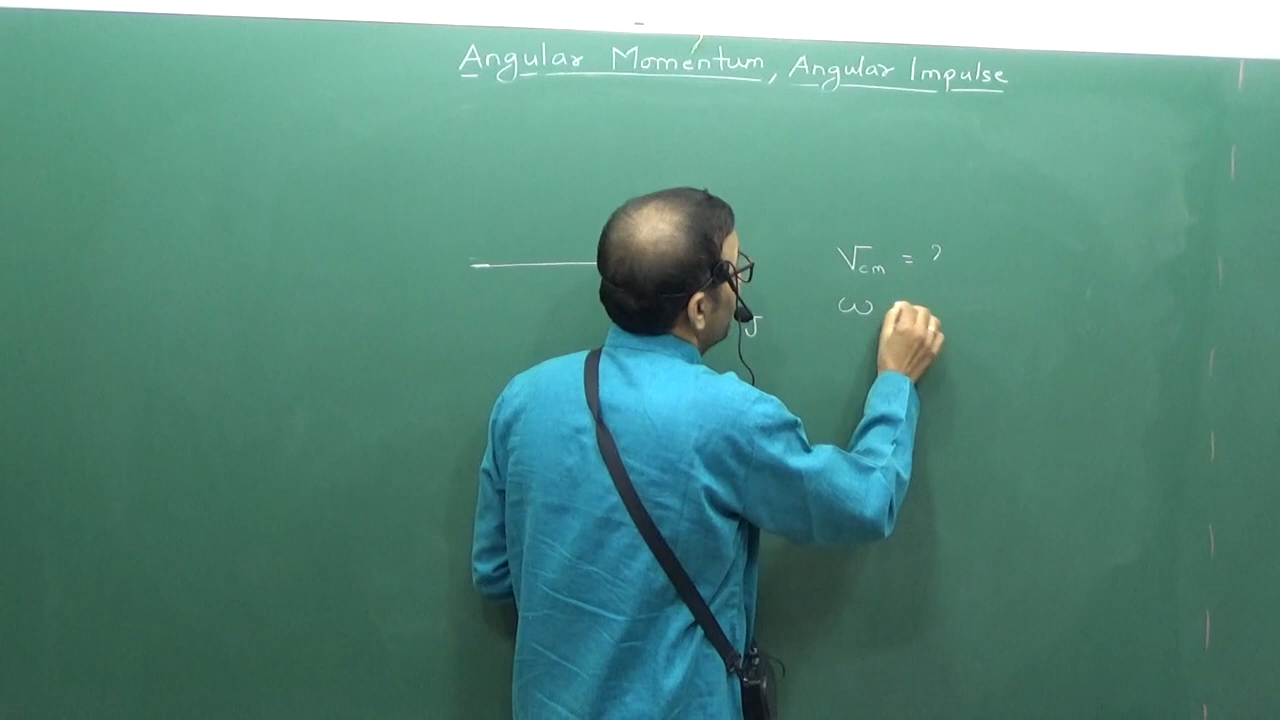 Angular Momentum, Angular Impulse
Vcm = ?
ω
J